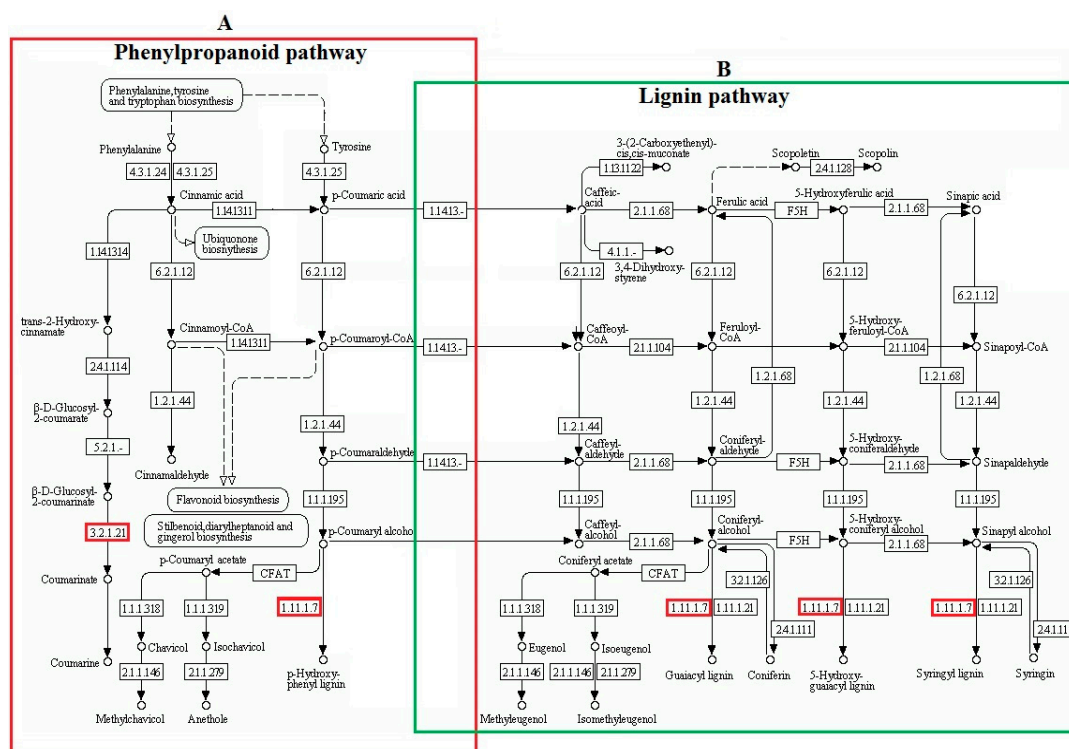 A
Phenylpropanoid pathway
B
Lignin pathway
Phenylalanine, tyrosine
and tryptophan biosynthesis
Phenylalanine
Tyrosine
4.3.1.24
4.3.1.25
4.3.1.25
Cinnamic acid
p-Coumaric acid
1.14.1311
1.14.13.-
3-(2-Carboxyethenyl)-
cis,cis-muconate
1.13.1122
Caffeic-
acid
2.1.1.68
Scopoletin
2.4.1.128
Scopolin
Ferulic acid
F5H
5-Hydroxyferulic acid
2.1.1.68
Sinapic acid
Ubiquonone
biosnythesis
4.1.1.-
3,4-Dihydroxy-
styrene
1.14.1314
6.2.1.12
6.2.1.12
6.2.1.12
6.2.1.12
6.2.1.12
6.2.1.12
trans-2-Hydroxy-
cinnamate
Cinnamoyl-CoA
1.14.1311
p-Coumaroyl-CoA
1.14.13.-
Caffeoyl-
CoA
2.1.1.104
Feruloyl-
CoA
5-Hydroxy-
feruloyl-CoA
2.1.1.104
Sinapoyl-CoA
2.4.1.114
1.2.1.68
1.2.1.68
β-D-Glucosyl-
2-coumarate
1.2.1.44
1.2.1.44
1.2.1.44
1.2.1.44
1.2.1.44
1.2.1.44
5.2.1.-
Cinnamaldehyde
p-Coumaraldehyde
1.14.13.-
Caffeyl-
aldehyde
2.1.1.68
Coniferyl-
aldehyde
F5H
5-Hydroxy-
coniferaldehyde
2.1.1.68
Sinapaldehyde
β-D-Glucosyl-
2-coumarinate
Flavonoid biosynthesis
1.1.1.195
1.1.1.195
1.1.1.195
1.1.1.195
1.1.1.195
3.2.1.21
Stilbenoid,diarylheptanoid and
gingerol biosynthesis
p-Coumaryl alcohol
Caffeyl-
alcohol
2.1.1.68
Coniferyl-
alcohol
F5H
5-Hydroxy-
coniferyl alcohol
2.1.1.68
Sinapyl alcohol
Coumarinate
p-Coumaryl acetate
CFAT
Coniferyl acetate
CFAT
3.2.1.126
3.2.1.126
1.1.1.318
1.1.1.319
1.11.1.7
1.1.1.318
1.1.1.319
1.11.1.7
1.11.1.21
1.11.1.7
1.11.1.21
1.11.1.7
1.11.1.21
2.4.1.111
2.4.1.11
Coumarine
Chavicol
Isochavicol
Eugenol
Isoeugenol
2.1.1.146
2.1.1.279
p-Hydroxy-
phenyl lignin
2.1.1.146
2.1.1.146
2.1.1.279
Guaiacyl lignin
Coniferin
5-Hydroxy-
guaiacyl lignin
Syringyl lignin
Syringin
Methylchavicol
Anethole
Methyleugenol
Isomethyleugenol